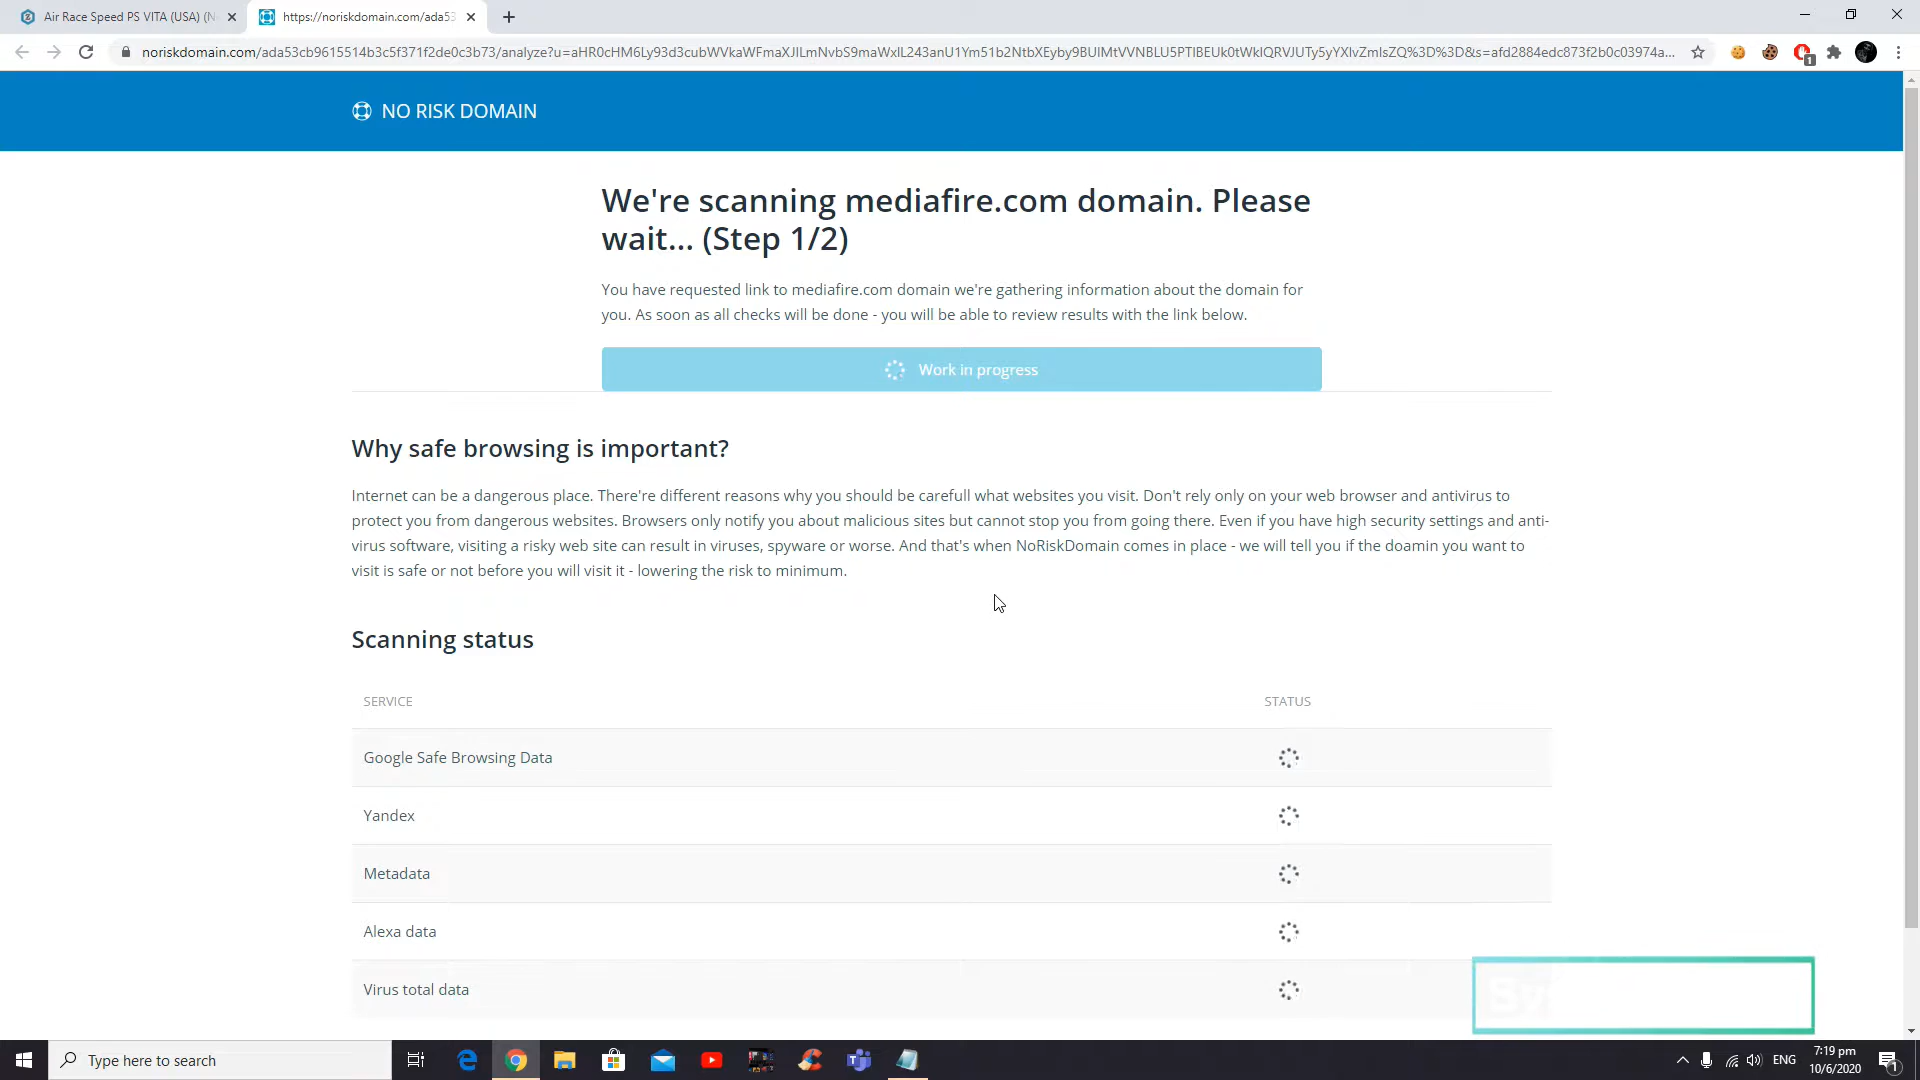 Air Race Speed PS VITA (USA) (N
https://noriskdomain.com/ada53
noriskdomain.com/ada53cb9615514b3c5f371f2de0c3b73/analyze?u=aHR0cHM6Ly93d3cubWVkaWFmaXJlLmNvbS9maWxlL243anU1Ym51b2NtbXEyby9BUlMtVVNBLU5PTlBEUk0tWklQRVJUTy5yYXIvZmlsZQ%3D%3D&s=afd2884edc873f2b0c03974a...
1
NO RISK DOMAIN
We're scanning mediafire.com domain. Please
wait... (Step 1/2)
You have requested link to mediafire.com domain we're gathering information about the domain for
you. As soon as all checks will be done - you will be able to review results with the link below.
Work in progress
Why safe browsing is important?
Internet can be a dangerous place. There're different reasons why you should be carefull what websites you visit. Don't rely only on your web browser and antivirus to
protect you from dangerous websites. Browsers only notify you about malicious sites but cannot stop you from going there. Even if you have high security settings and anti-
virus software, visiting a risky web site can result in viruses, spyware or worse. And that's when NoRiskDomain comes in place - we will tell you if the doamin you want to
visit is safe or not before you will visit it - lowering the risk to minimum.
Scanning status
SERVICE STATUS
Google Safe Browsing Data
Yandex
Metadata
Alexa data
Virus total data
Type here to search
ENG
7:19 pm
10/6/2020
1